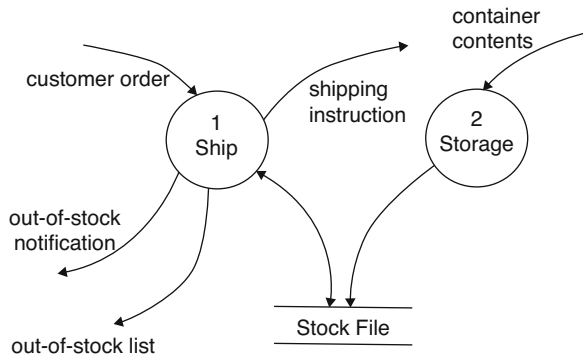 customer order
1
Ship
shipping
instruction
container
contents
2
Storage
out-of-stock
notification
out-of-stock list
Stock File